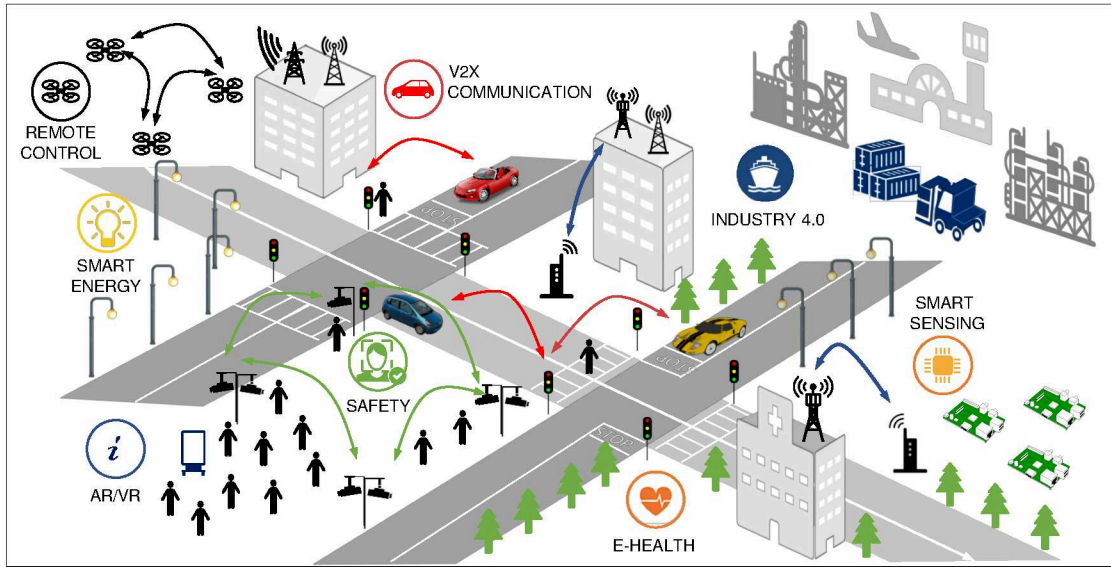 V2X
COMMUNICATION
REMOTE
CONTROL
STOP
INDUSTRY 4.0
SMART
ENERGY
SMART
SENSING
STOP
SAFETY
STOP
i
AR/VR
E-HEALTH